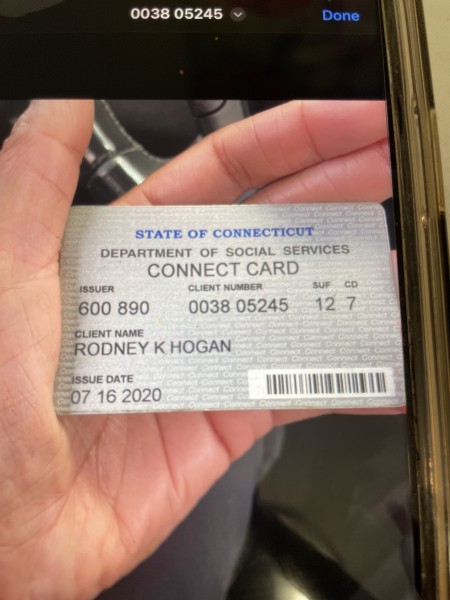 0038 05245
Done
STATE OF CONNECTICUT
DEPARTMENT OF SOCIAL SERVICES
CONNECT CARD
ISSUER CLIENT NUMBER SUF CD
600 890 0038 05245 12 7
CLIENT NAME
RODNEY K HOGAN
ISSUE DATE
07 16 2020